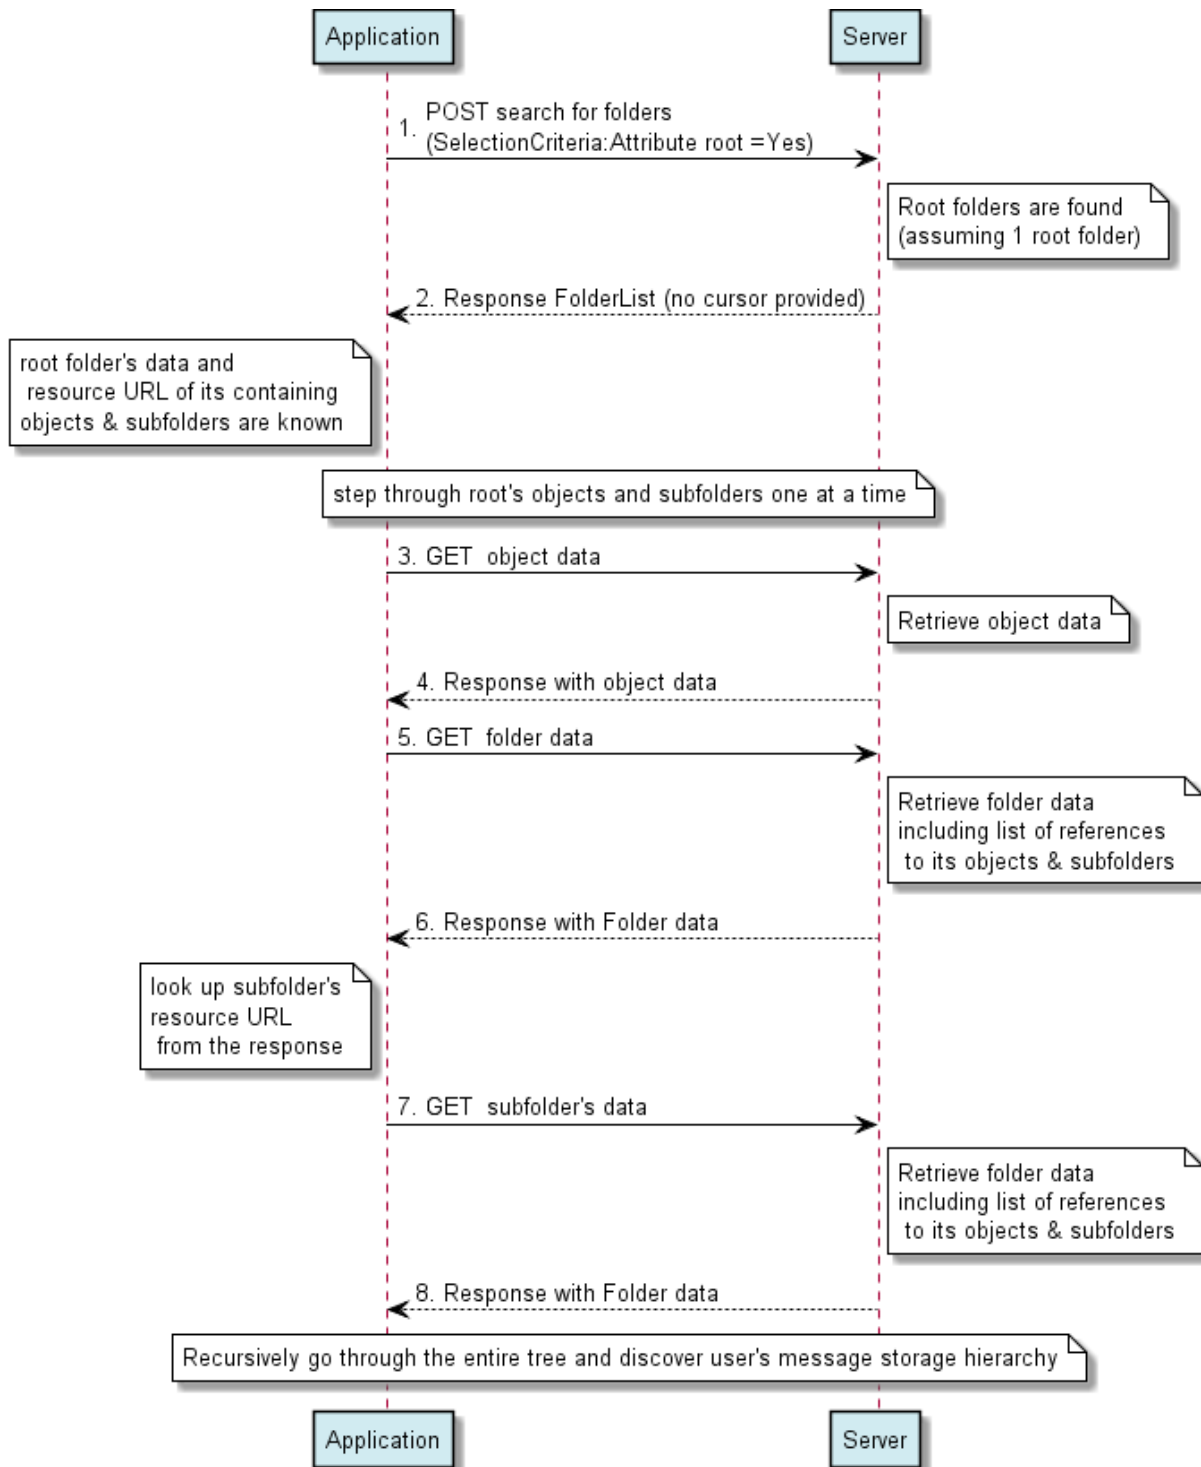 Application
Server
1.
POST search for folders
(SelectionCriteria:Attribute root =Yes)
Root folders are found
(assuming 1 root folder)
2. Response FolderList (no cursor provided)
root folder's data and
resource URL of its containing
objects & subfolders are known
step through root's objects and subfolders one at a time
3. GET  object data
Retrieve object data
4. Response with object data
5. GET  folder data
Retrieve folder data
including list of references
to its objects & subfolders
6. Response with Folder data
look up subfolder's
resource URL
from the response
7. GET  subfolder's data
Retrieve folder data
including list of references
to its objects & subfolders
8. Response with Folder data
Recursively go through the entire tree and discover user's message storage hierarchy
Application
Server